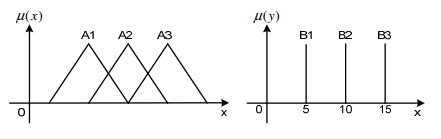 μ(x)
A1 A2 A3
0 x
μ(y)
B1 B2 B3
0 5 10 15 x